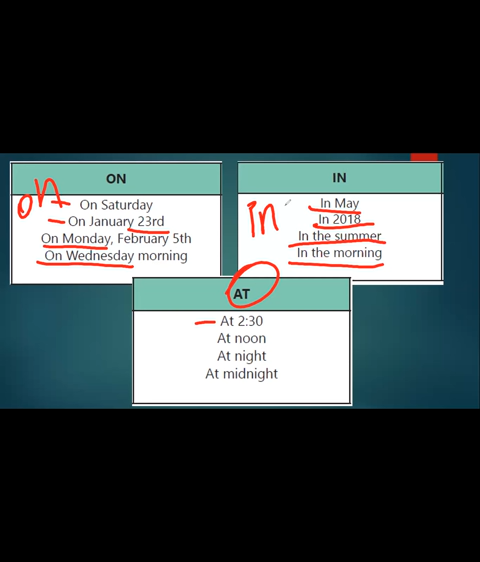 ON
on
On Saturday
On January 23rd
On Monday, February 5th
On Wednesday morning
IN
in
In May
In 2018
In the summer
In the morning
AT
At 2:30
At noon
At night
At midnight